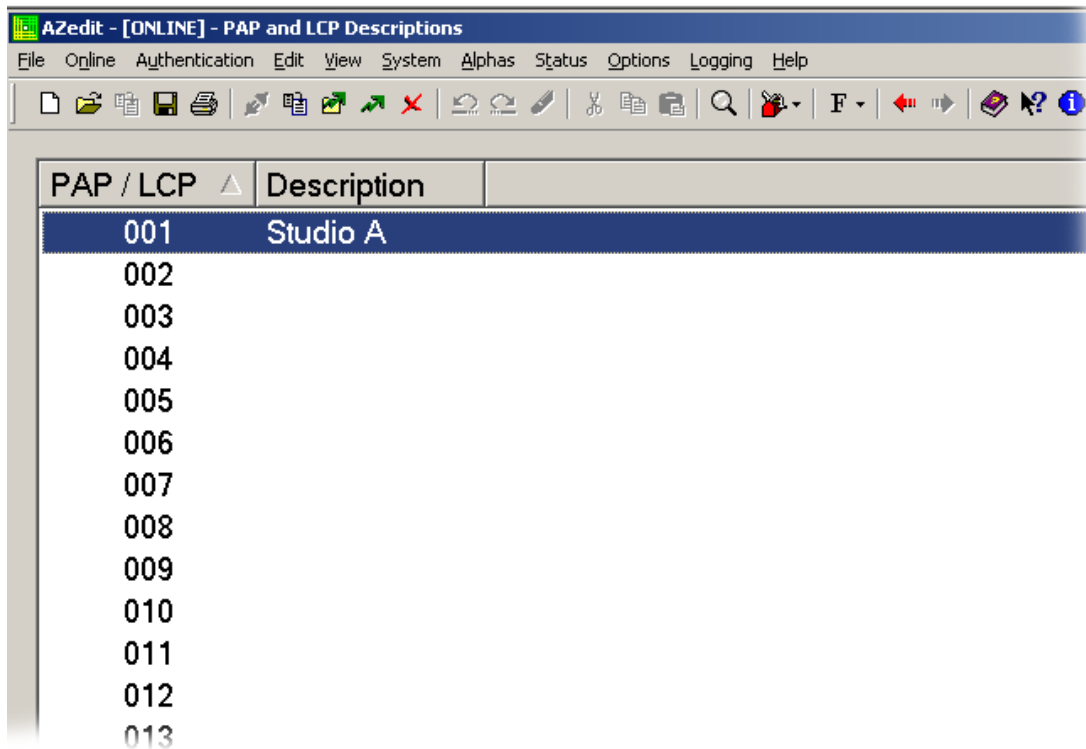 AZedit - [ONLINE] - PAP and LCP Descriptions
File Online Authentication Edit View System Alphas Status Options Logging Help
F
PAP / LCP Description
001 Studio A
002
003
004
005
006
007
008
009
010
011
012
013